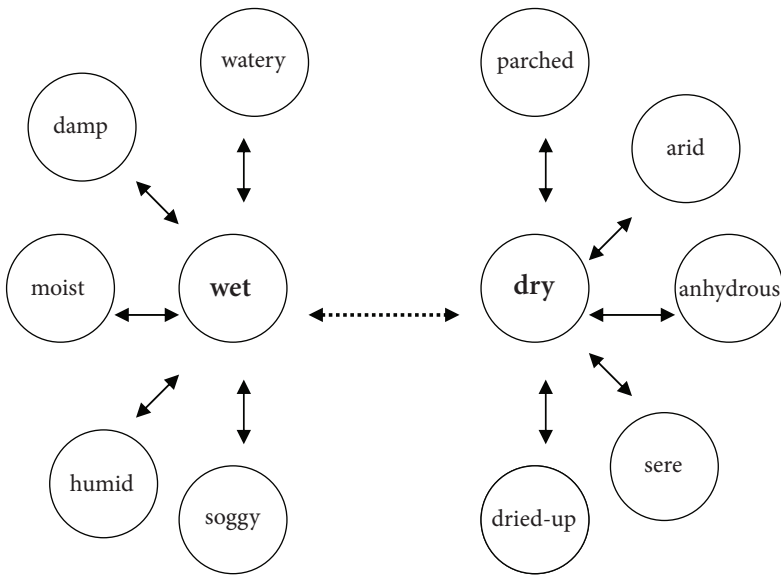 watery
parched
damp
arid
moist
wet
dry
anhydrous
humid
soggy
dried-up
sere